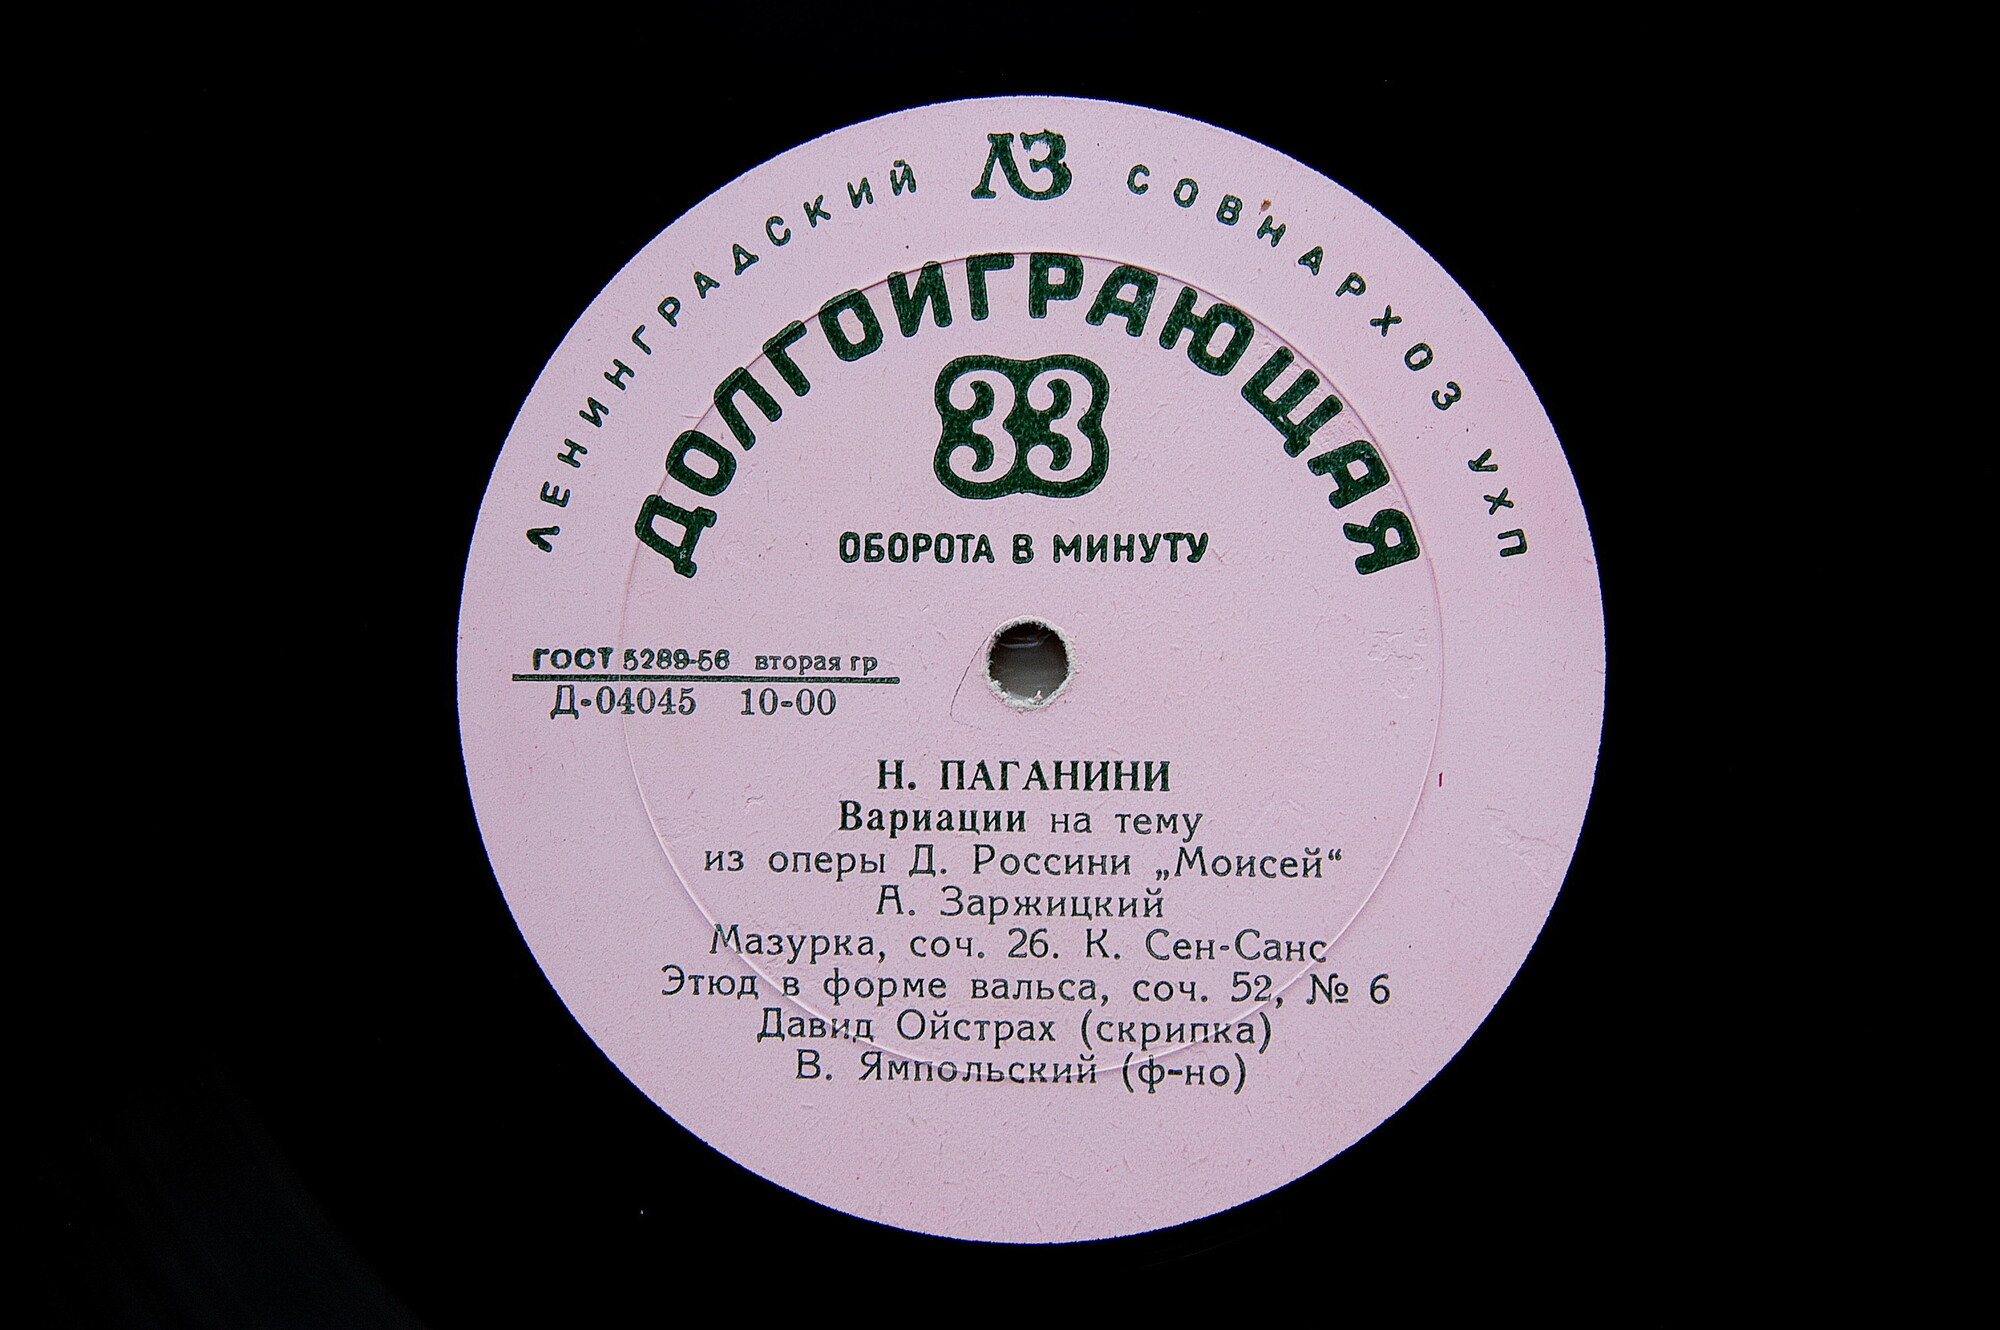 ЛЕНИНГРАДСКИЙ ЛЗ СОВНАРХОЗ УХП
ДОЛГОИГРАЮЩАЯ
33
ОБОРОТА В МИНУТУ
ГОСТ 5289-56 вторая гр
Д-04045 10-00
Н. ПАГАНИНИ
Вариации на тему
из оперы Д. Россини „Моисей“
А. Заржицкий
Мазурка, соч. 26. К. Сен-Санс
Этюд в форме вальса, соч. 52, № 6
Давид Ойстрах (скрипка)
В. Ямпольский (ф-но)